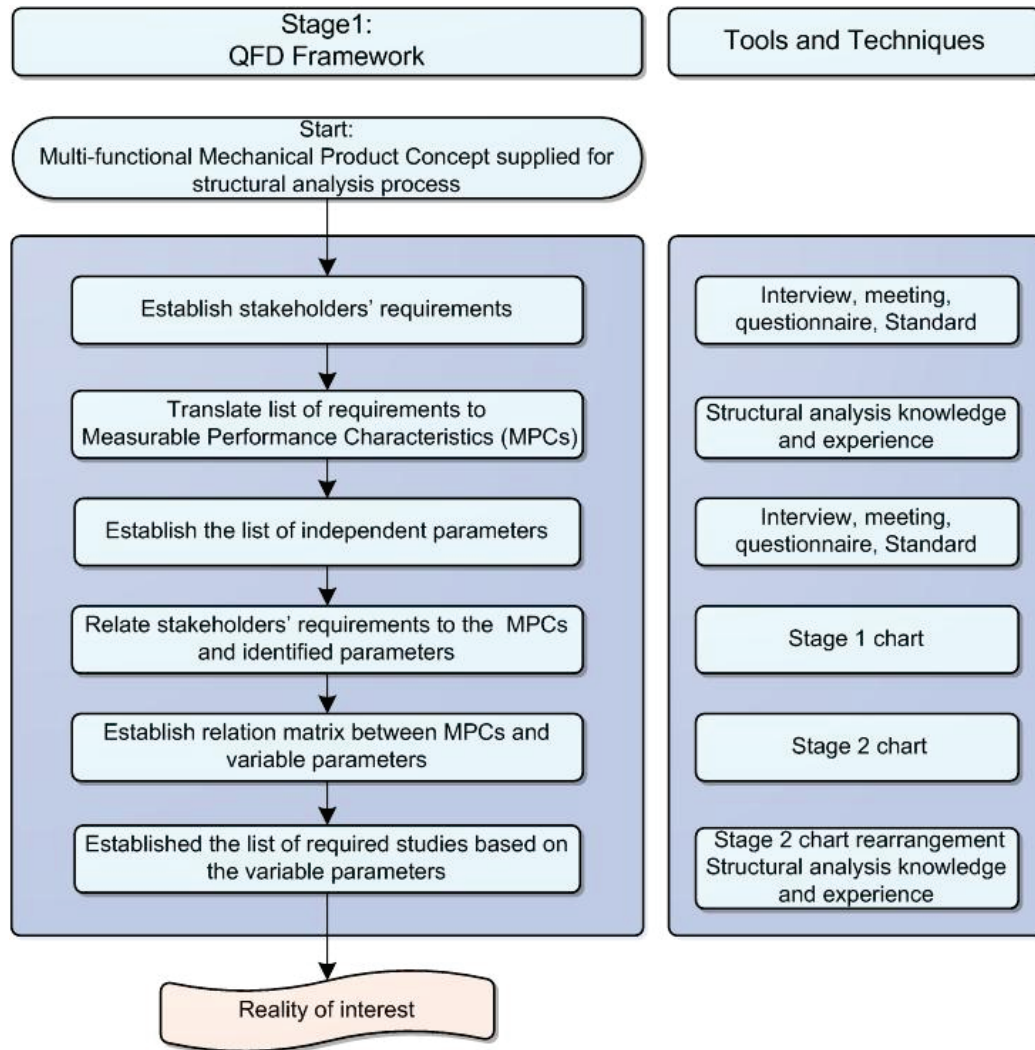 Stage1:
QFD Framework
Tools and Techniques
Start:
Multi-functional Mechanical Product Concept supplied for
structural analysis process
Establish stakeholders' requirements
Interview, meeting,
questionnaire, Standard
Translate list of requirements to
Measurable Performance Characteristics (MPCs)
Structural analysis knowledge
and experience
Establish the list of independent parameters
Interview, meeting,
questionnaire, Standard
Relate stakeholders' requirements to the MPCs
and identified parameters
Stage 1 chart
Establish relation matrix between MPCs and
variable parameters
Stage 2 chart
Established the list of required studies based on
the variable parameters
Stage 2 chart rearrangement
Structural analysis knowledge
and experience
Reality of interest